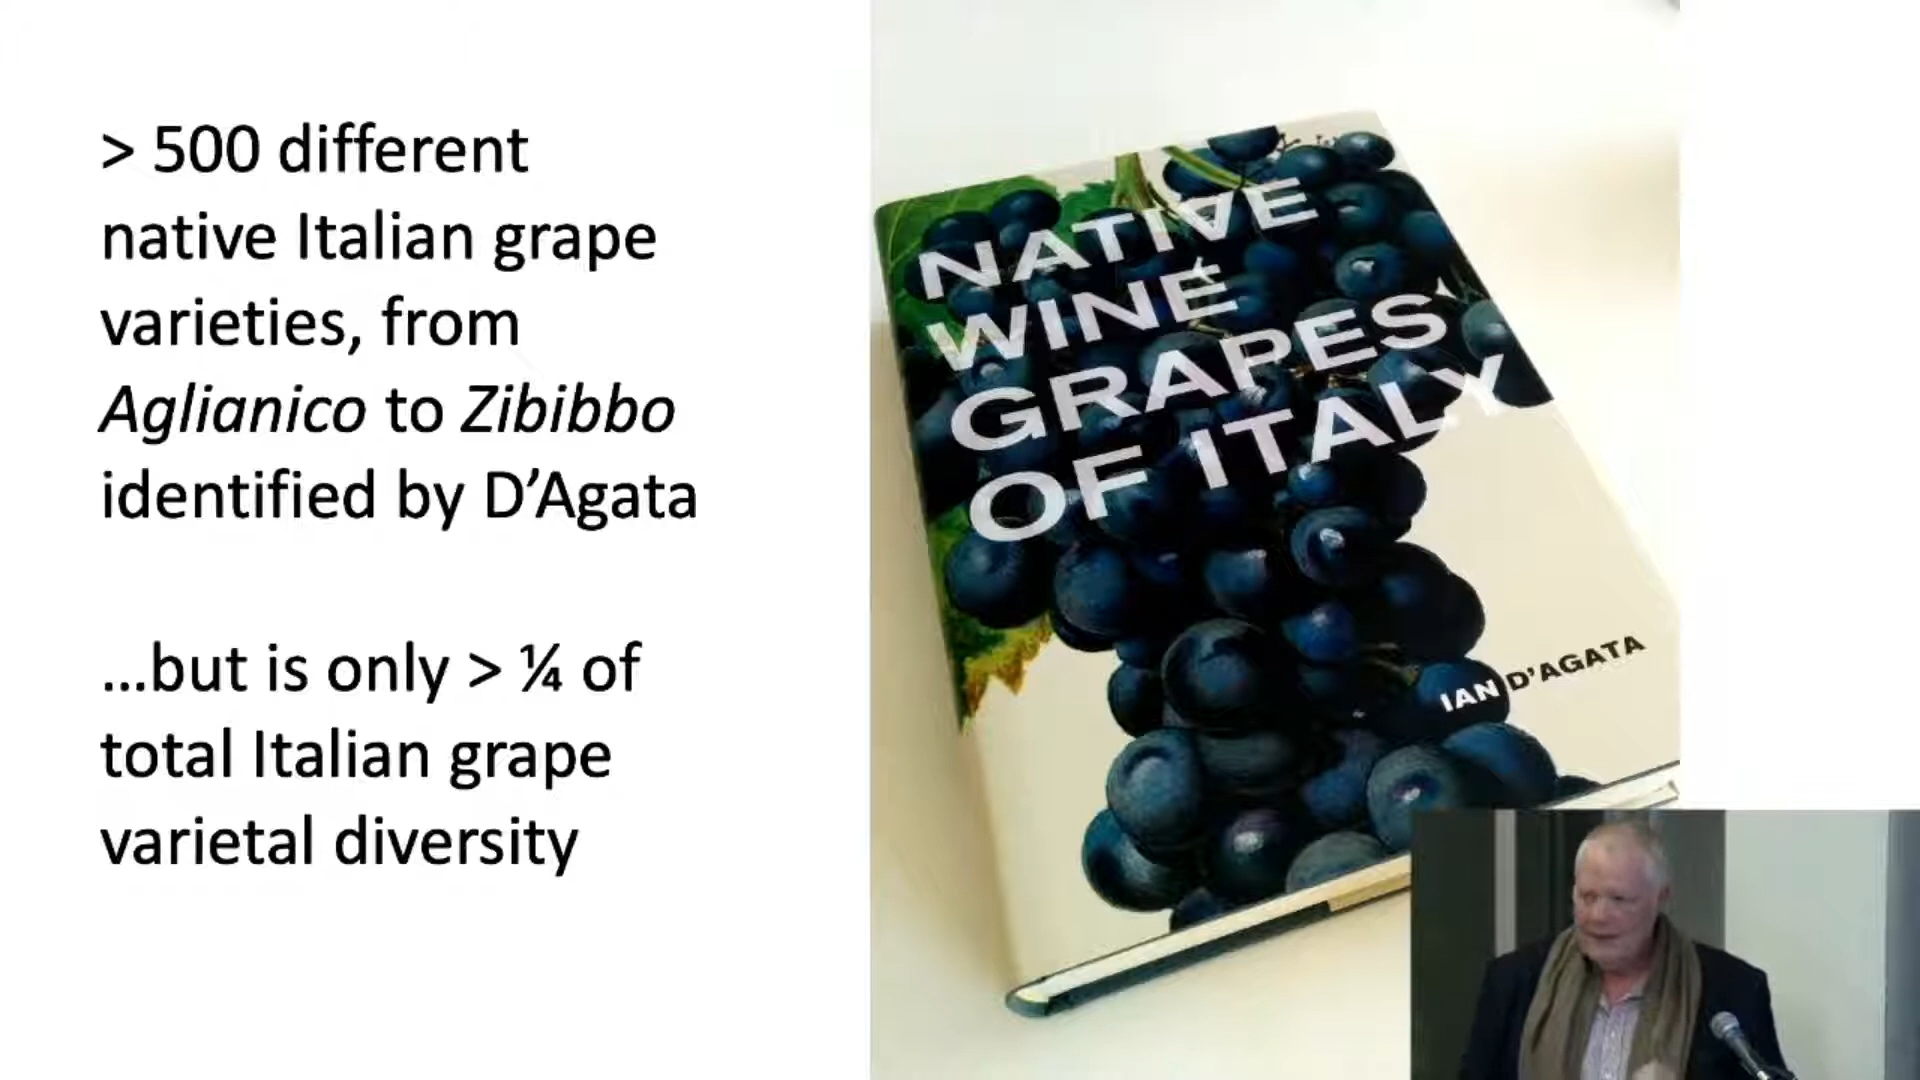 > 500 different
native Italian grape
varieties, from
Aglianico to Zibibbo
identified by D’Agata
...but is only > ¼ of
total Italian grape
varietal diversity
NATIVE
WINE
GRAPES
OF ITALY
IAN D'AGATA